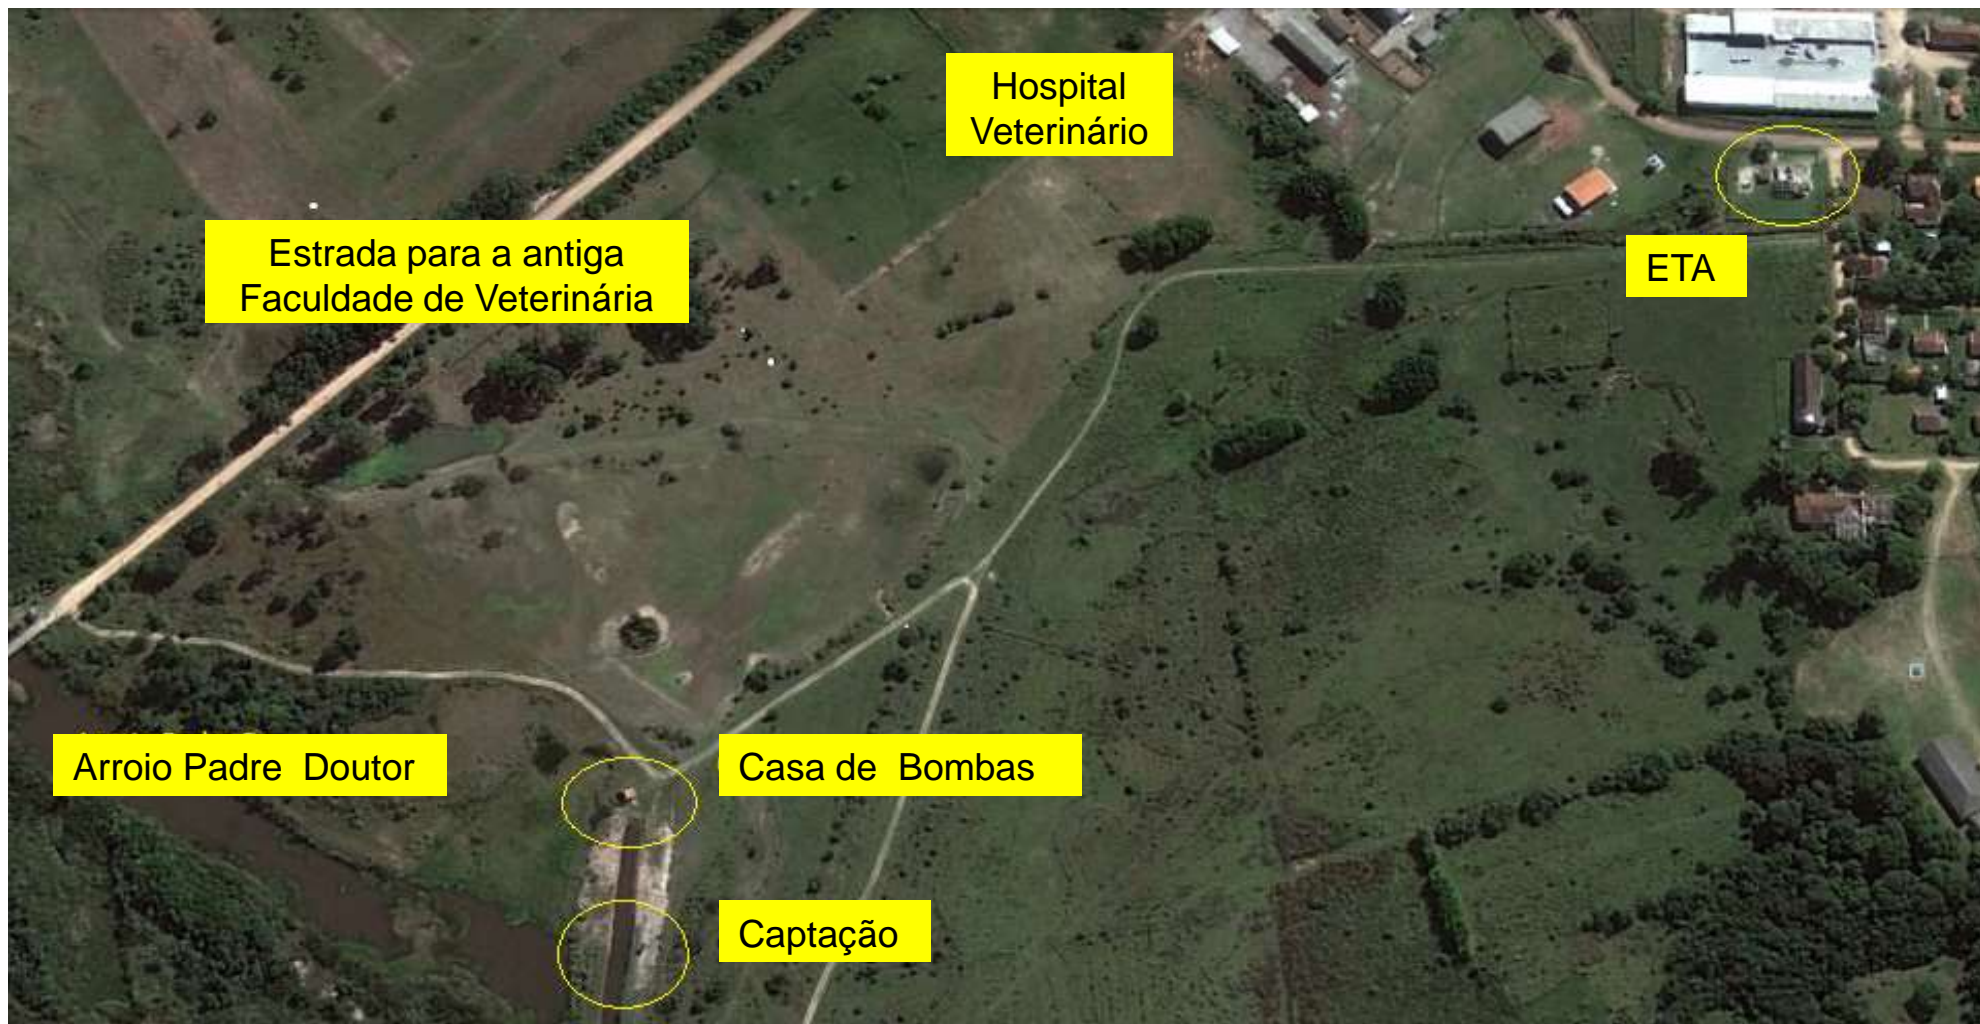 Hospital
Veterinário
Estrada para a antiga
Faculdade de Veterinária
ETA
Arroio Padre  Doutor
Casa de  Bombas
Captação